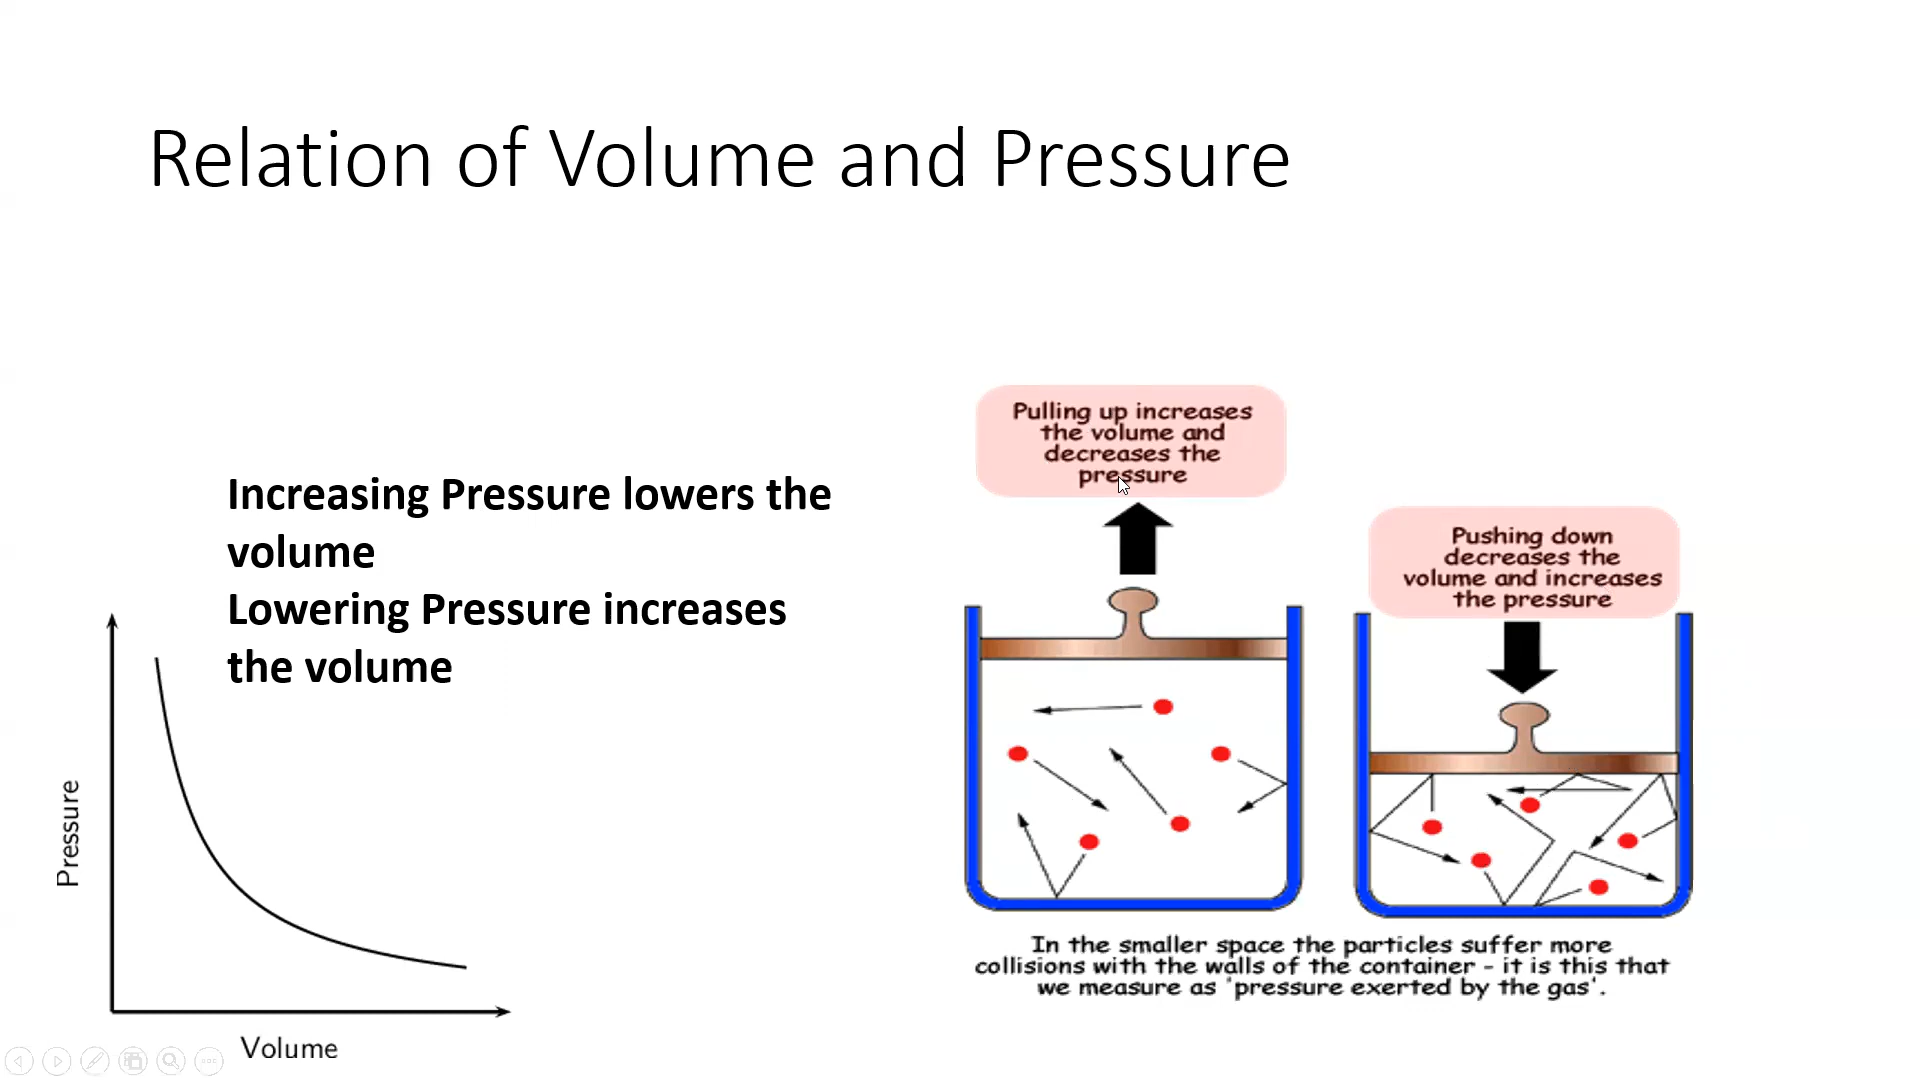 Relation of Volume and Pressure
Increasing Pressure lowers the
volume
Lowering Pressure increases
the volume
Pressure
Volume
Pulling up increases
the volume and
decreases the
pressure
Pushing down
decreases the
volume and increases
the pressure
In the smaller space the particles suffer more
collisions with the walls of the container - it is this that
we measure as 'pressure exerted by the gas'.